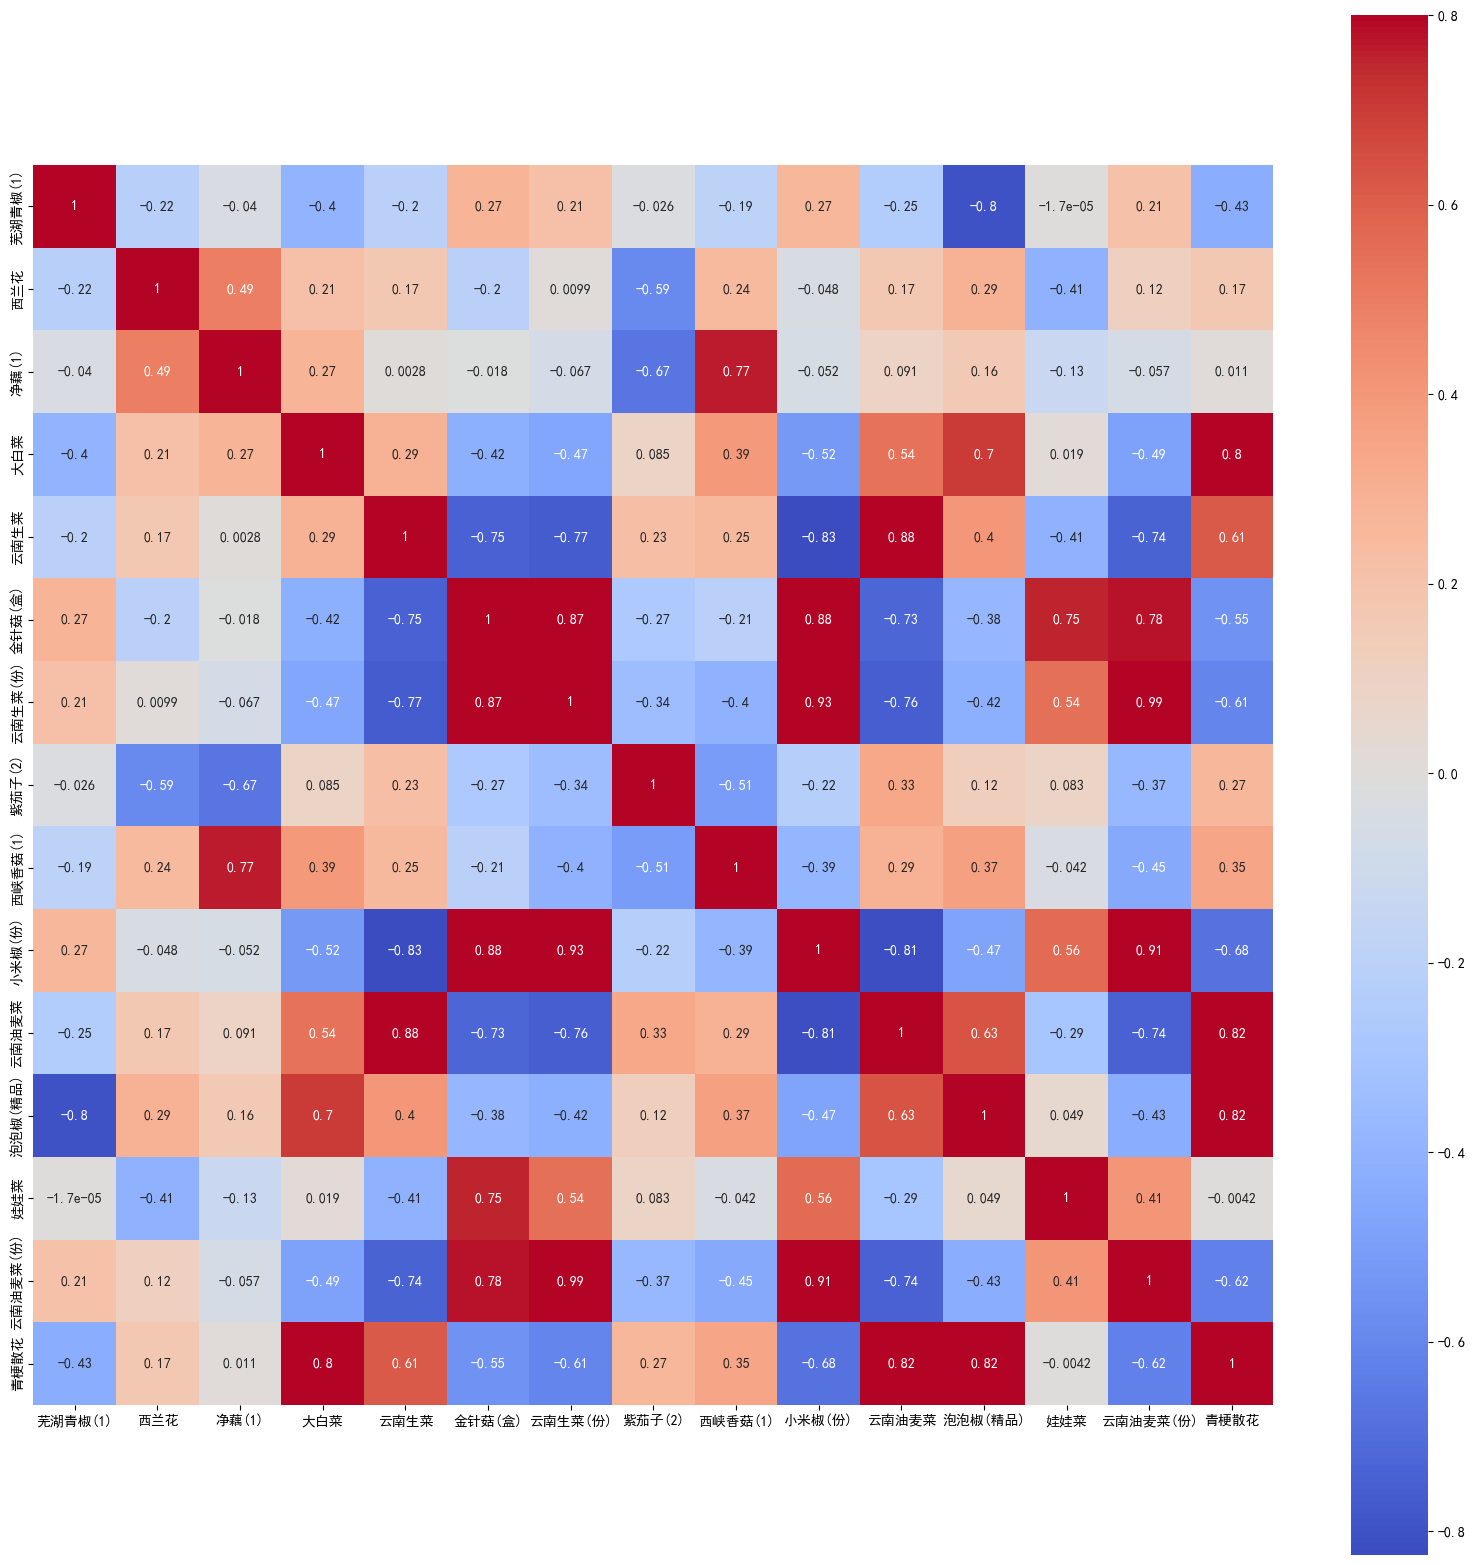 芜湖青椒(1) 1 -0.22 -0.04 -0.4 -0.2 0.27 0.21 -0.026 -0.19 0.27 -0.25 -0.8 -1.7e-05 0.21 -0.43
西兰花 -0.22 1 0.49 0.21 0.17 -0.2 0.0099 -0.59 0.24 -0.048 0.17 0.29 -0.41 0.12 0.17
净藕(1) -0.04 0.49 1 0.27 0.0028 -0.018 -0.067 -0.67 0.77 -0.052 0.091 0.16 -0.13 -0.057 0.011
大白菜 -0.4 0.21 0.27 1 0.29 -0.42 -0.47 0.085 0.39 -0.52 0.54 0.7 0.019 -0.49 0.8
云南生菜 -0.2 0.17 0.0028 0.29 1 -0.75 -0.77 0.23 0.25 -0.83 0.88 0.4 -0.41 -0.74 0.61
金针菇(盒) 0.27 -0.2 -0.018 -0.42 -0.75 1 0.87 -0.27 -0.21 0.88 -0.73 -0.38 0.75 0.78 -0.55
云南生菜(份) 0.21 0.0099 -0.067 -0.47 -0.77 0.87 1 -0.34 -0.4 0.93 -0.76 -0.42 0.54 0.99 -0.61
紫茄子(2) -0.026 -0.59 -0.67 0.085 0.23 -0.27 -0.34 1 -0.51 -0.22 0.33 0.12 0.083 -0.37 0.27
西峡香菇(1) -0.19 0.24 0.77 0.39 0.25 -0.21 -0.4 -0.51 1 -0.39 0.29 0.37 -0.042 -0.45 0.35
小米椒(份) 0.27 -0.048 -0.052 -0.52 -0.83 0.88 0.93 -0.22 -0.39 1 -0.81 -0.47 0.56 0.91 -0.68
云南油麦菜 -0.25 0.17 0.091 0.54 0.88 -0.73 -0.76 0.33 0.29 -0.81 1 0.63 -0.29 -0.74 0.82
泡泡椒(精品) -0.8 0.29 0.16 0.7 0.4 -0.38 -0.42 0.12 0.37 -0.47 0.63 1 0.049 -0.43 0.82
娃娃菜 -1.7e-05 -0.41 -0.13 0.019 -0.41 0.75 0.54 0.083 -0.042 0.56 -0.29 0.049 1 0.41 -0.0042
云南油麦菜(份) 0.21 0.12 -0.057 -0.49 -0.74 0.78 0.99 -0.37 -0.45 0.91 -0.74 -0.43 0.41 1 -0.62
青梗散花 -0.43 0.17 0.011 0.8 0.61 -0.55 -0.61 0.27 0.35 -0.68 0.82 0.82 -0.0042 -0.62 1
芜湖青椒(1) 西兰花 净藕(1) 大白菜 云南生菜 金针菇(盒) 云南生菜(份) 紫茄子(2) 西峡香菇(1) 小米椒(份) 云南油麦菜 泡泡椒(精品) 娃娃菜 云南油麦菜(份) 青梗散花
0.8
0.6
0.4
0.2
0.0
-0.2
-0.4
-0.6
-0.8